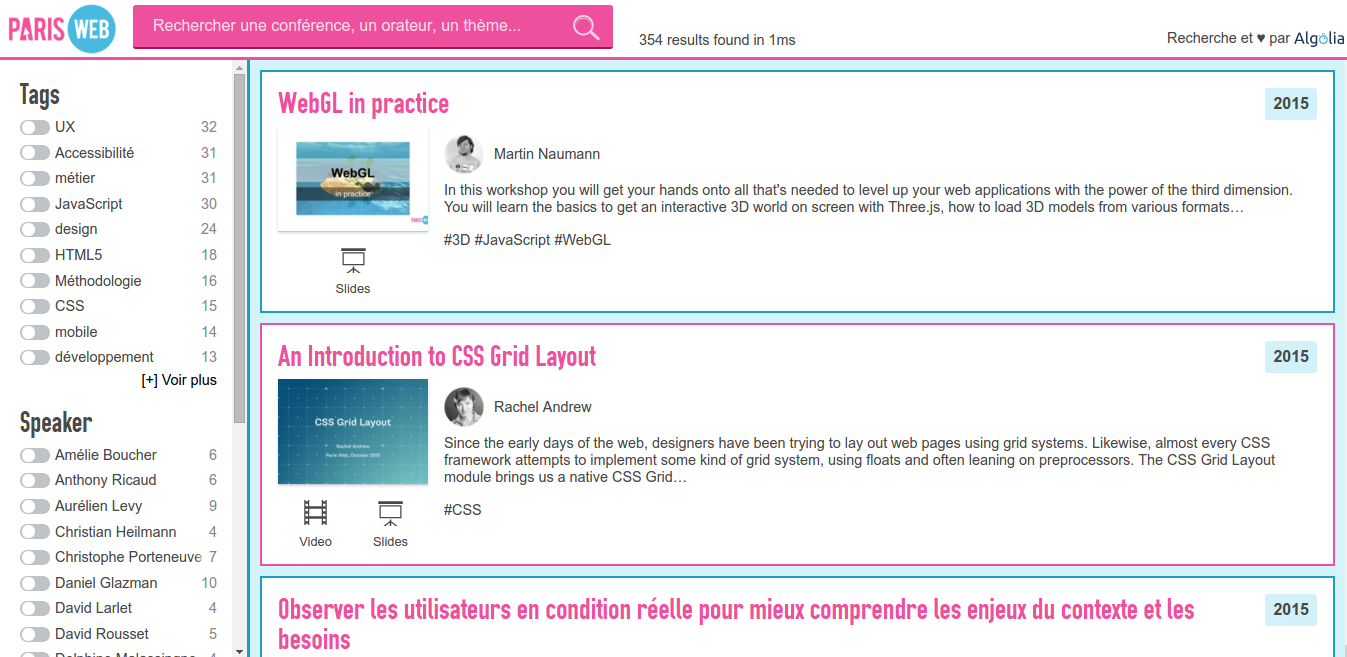 PARIS WEB
Rechercher une conférence, un orateur, un thème...
354 results found in 1ms
Recherche et ♥ par Algolia
Tags
UX 32
Accessibilité 31
métier 31
JavaScript 30
design 24
HTML5 18
Méthodologie 16
CSS 15
mobile 14
développement 13
[+] Voir plus
Speaker
Amélie Boucher 6
Anthony Ricaud 6
Aurélien Levy 9
Christian Heilmann 4
Christophe Porteneuve 7
Daniel Glazman 10
David Larlet 4
David Rousset 5
WebGL in practice
2015
WebGL
in practice
PARIS WEB
Martin Naumann
In this workshop you will get your hands onto all that's needed to level up your web applications with the power of the third dimension.
You will learn the basics to get an interactive 3D world on screen with Three.js, how to load 3D models from various formats…
#3D #JavaScript #WebGL
Slides
An Introduction to CSS Grid Layout
2015
CSS Grid Layout
Rachel Andrew
Paris Web, October 2015
Rachel Andrew
Since the early days of the web, designers have been trying to lay out web pages using grid systems. Likewise, almost every CSS
framework attempts to implement some kind of grid system, using floats and often leaning on preprocessors. The CSS Grid Layout
module brings us a native CSS Grid…
#CSS
Video
Slides
Observer les utilisateurs en condition réelle pour mieux comprendre les enjeux du contexte et les
besoins
2015